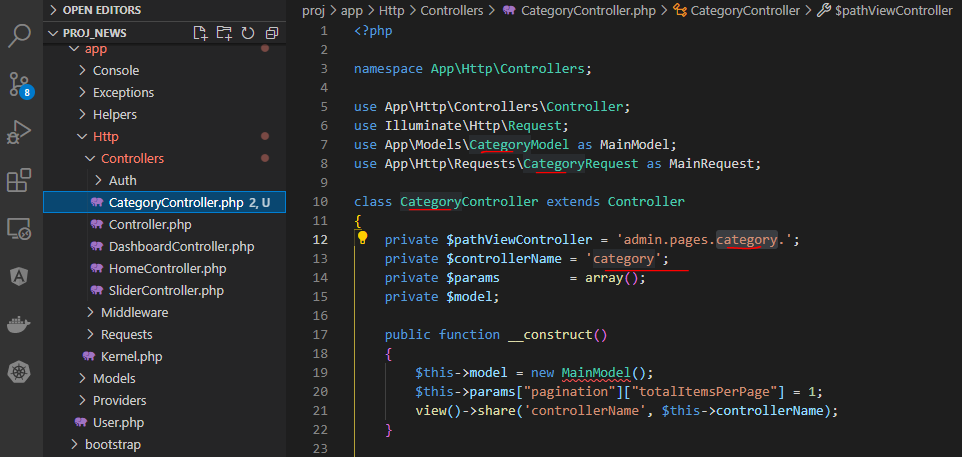 OPEN EDITORS
PROJ_NEWS
app
Console
Exceptions
Helpers
Http
Controllers
Auth
CategoryController.php 2, U
Controller.php
DashboardController.php
HomeController.php
SliderController.php
Middleware
Requests
Kernel.php
Models
Providers
User.php
bootstrap
8
proj > app > Http > Controllers > CategoryController.php > CategoryController > $pathViewController
1 <?php
2
3 namespace App\Http\Controllers;
4
5 use App\Http\Controllers\Controller;
6 use Illuminate\Http\Request;
7 use App\Models\CategoryModel as MainModel;
8 use App\Http\Requests\CategoryRequest as MainRequest;
9
10 class CategoryController extends Controller
11 {
12 private $pathViewController = 'admin.pages.category.';
13 private $controllerName = 'category';
14 private $params = array();
15 private $model;
16
17 public function __construct()
18 {
19 $this->model = new MainModel();
20 $this->params["pagination"]["totalItemsPerPage"] = 1;
21 view()->share('controllerName', $this->controllerName);
22 }
23